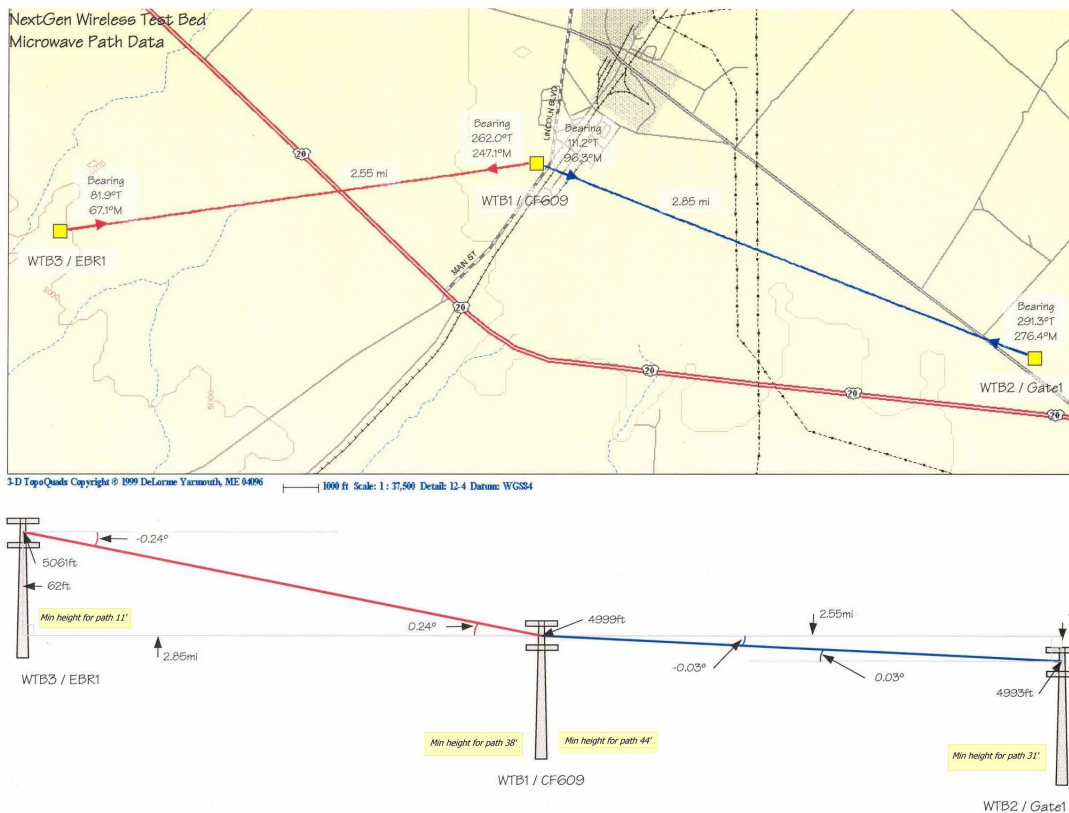 NextGen Wireless Test Bed
Microwave Path Data
20
LINCOLN BLVD
Bearing
262.0°T
247.1°M
Bearing
111.2°T
96.3°M
2.55 mi
Bearing
81.9°T
67.1°M
WTB1 / CF609
2.85 mi
WTB3 / EBR1
MAIN ST
5000
20
Bearing
291.3°T
276.4°M
20
WTB2 / Gate1
20
5000
20
3-D TopoQuads Copyright © 1999 DeLorme Yarmouth, ME 04096
1000 ft Scale: 1 : 37,500 Detail: 12-4 Datum: WGS84
-0.24°
5061ft
62ft
Min height for path 11'
0.24°
4999ft
2.55mi
2.85mi
-0.03°
0.03°
WTB3 / EBR1
4993ft
Min height for path 38'
Min height for path 44'
Min height for path 31'
WTB1 / CF609
WTB2 / Gate1